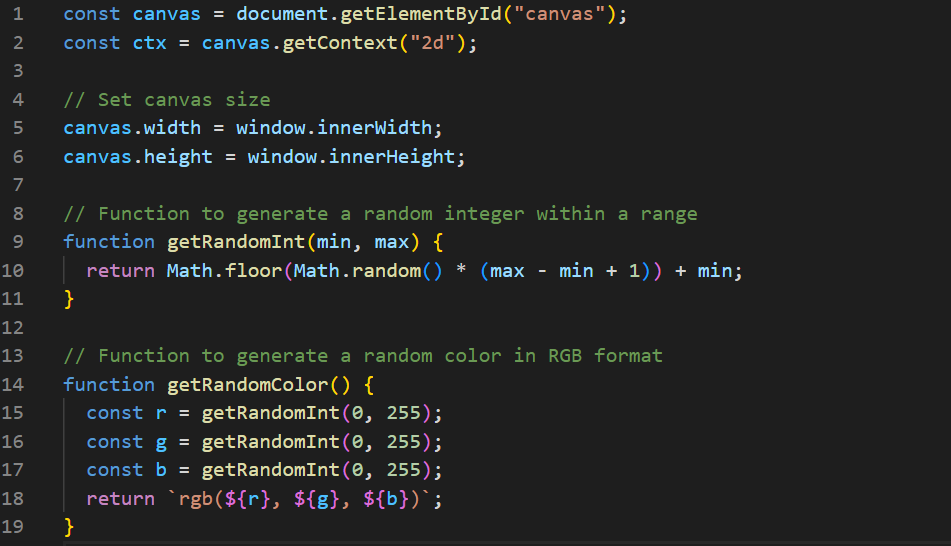 1 const canvas = document.getElementById("canvas");
2 const ctx = canvas.getContext("2d");
3
4 // Set canvas size
5 canvas.width = window.innerWidth;
6 canvas.height = window.innerHeight;
7
8 // Function to generate a random integer within a range
9 function getRandomInt(min, max) {
10   return Math.floor(Math.random() * (max - min + 1)) + min;
11 }
12
13 // Function to generate a random color in RGB format
14 function getRandomColor() {
15   const r = getRandomInt(0, 255);
16   const g = getRandomInt(0, 255);
17   const b = getRandomInt(0, 255);
18   return `rgb(${r}, ${g}, ${b})`;
19 }